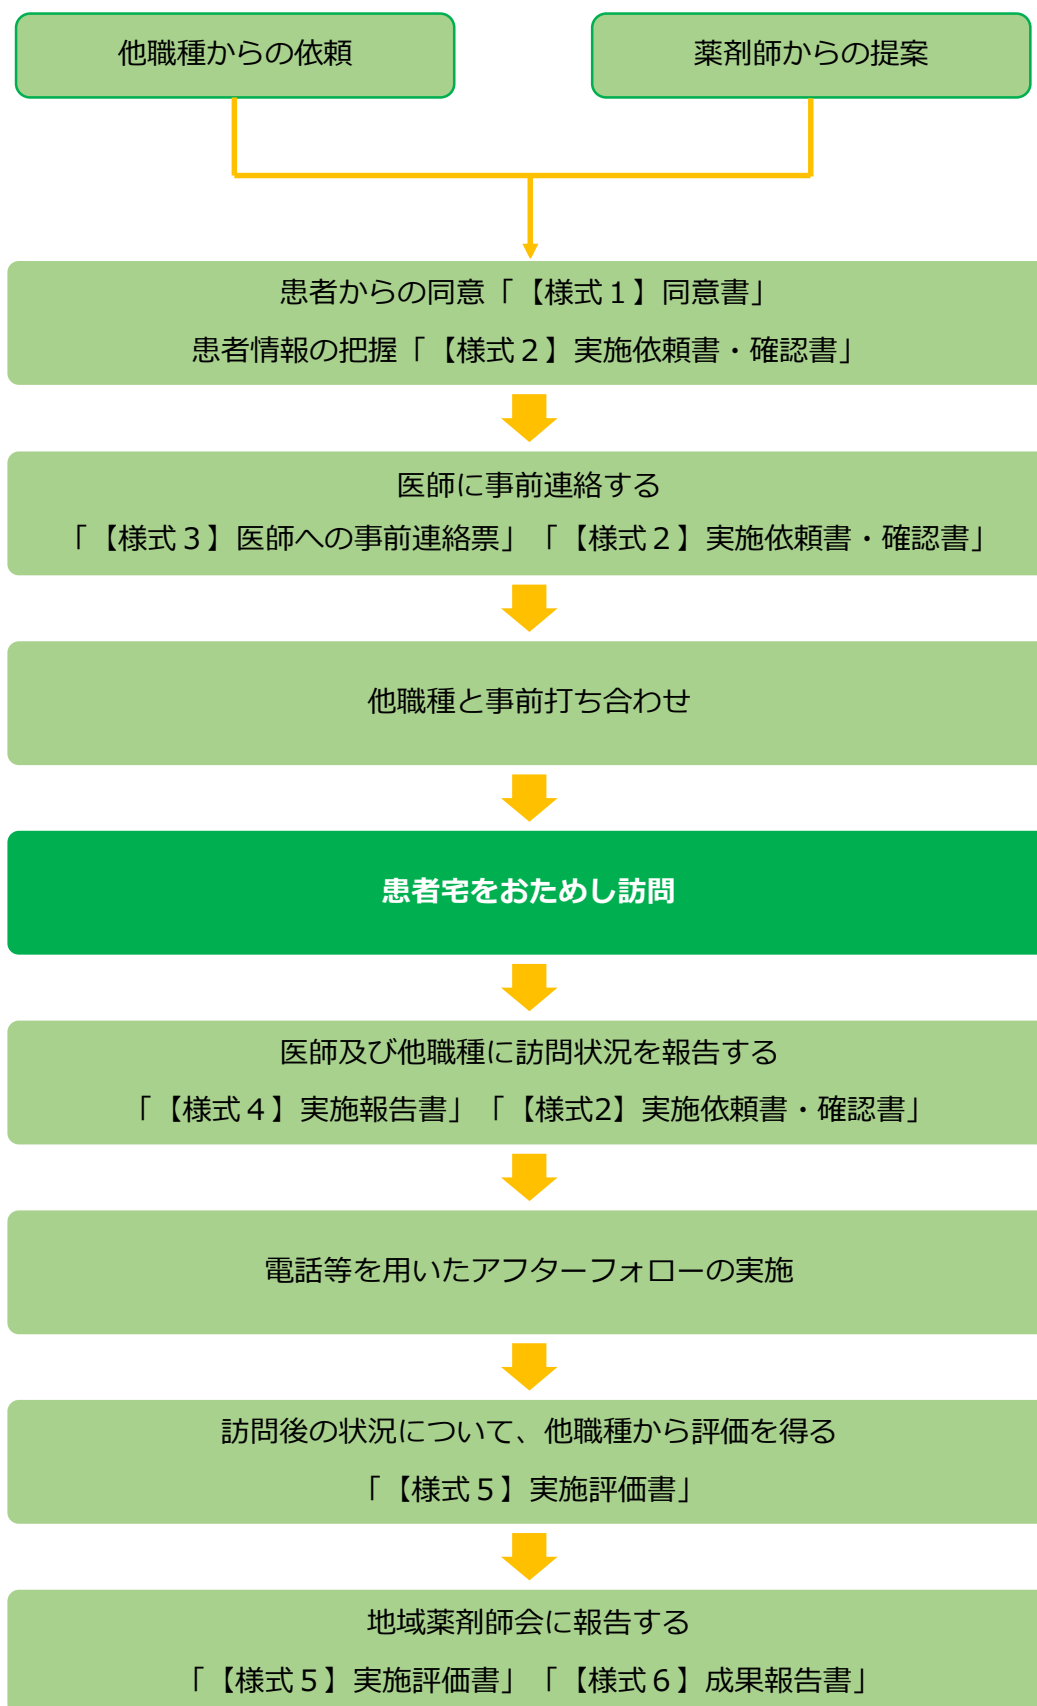 他職種からの依頼
薬剤師からの提案
患者からの同意「【様式１】同意書」
患者情報の把握「【様式２】実施依頼書・確認書」
医師に事前連絡する
「【様式３】医師への事前連絡票」「【様式２】実施依頼書・確認書」
他職種と事前打ち合わせ
患者宅をおためし訪問
医師及び他職種に訪問状況を報告する
「【様式４】実施報告書」「【様式2】実施依頼書・確認書」
電話等を用いたアフターフォローの実施
訪問後の状況について、他職種から評価を得る
「【様式５】実施評価書」
地域薬剤師会に報告する
「【様式５】実施評価書」「【様式６】成果報告書」